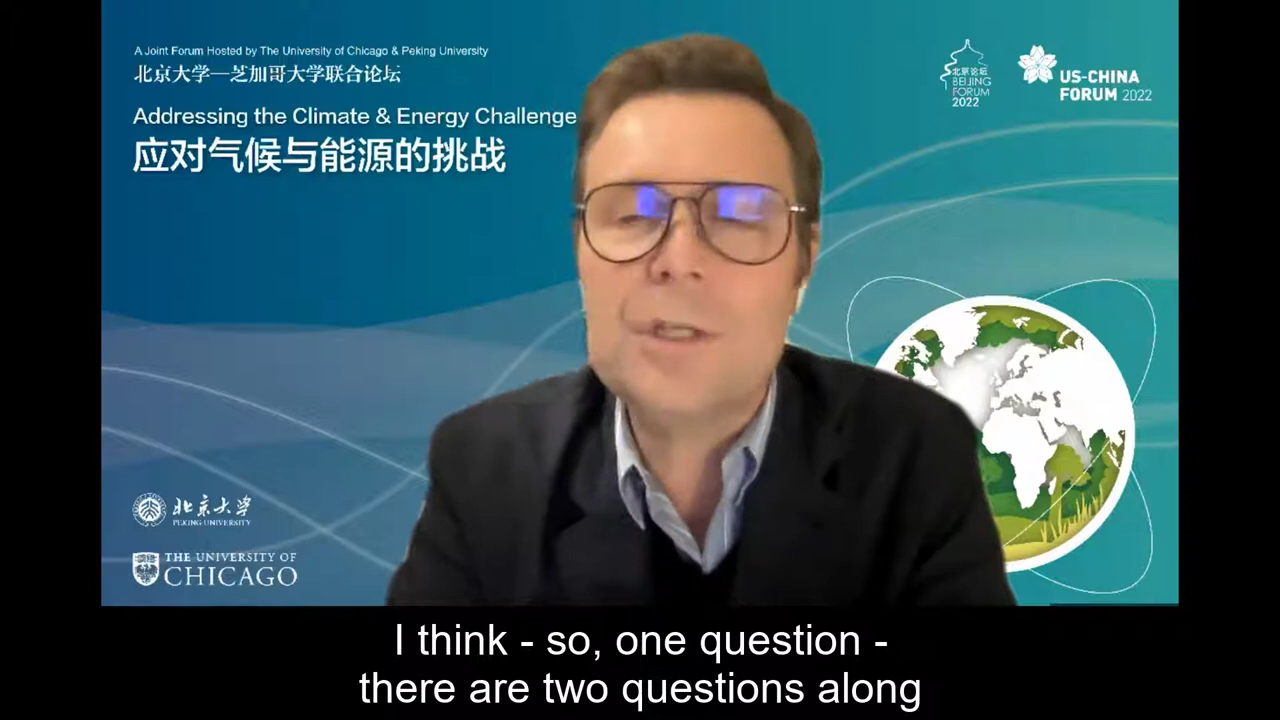 A Joint Forum Hosted by The University of Chicago & Peking University
北京大学—芝加哥大学联合论坛
Addressing the Climate & Energy Challenge
应对气候与能源的挑战
北京论坛
BEIJING
FORUM
2022
US-CHINA
FORUM 2022
北京大学
PEKING UNIVERSITY
THE UNIVERSITY OF
CHICAGO
I think - so, one question -
there are two questions along